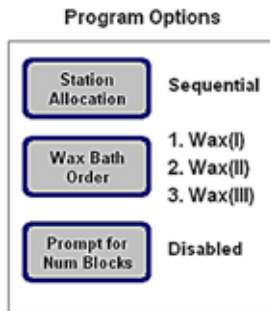 Program Options
Station
Allocation
Sequential
Wax Bath
Order
1. Wax(I)
2. Wax(II)
3. Wax(III)
Prompt for
Num Blocks
Disabled